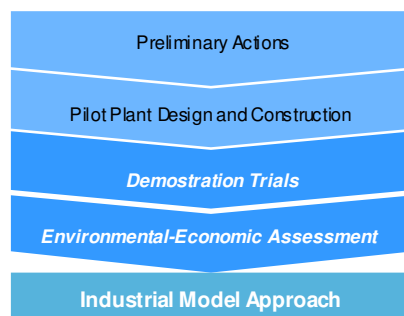 Preliminary Actions
Pilot Plant Design and Construction
Demostration Trials
Environmental-Economic Assessment
Industrial Model Approach